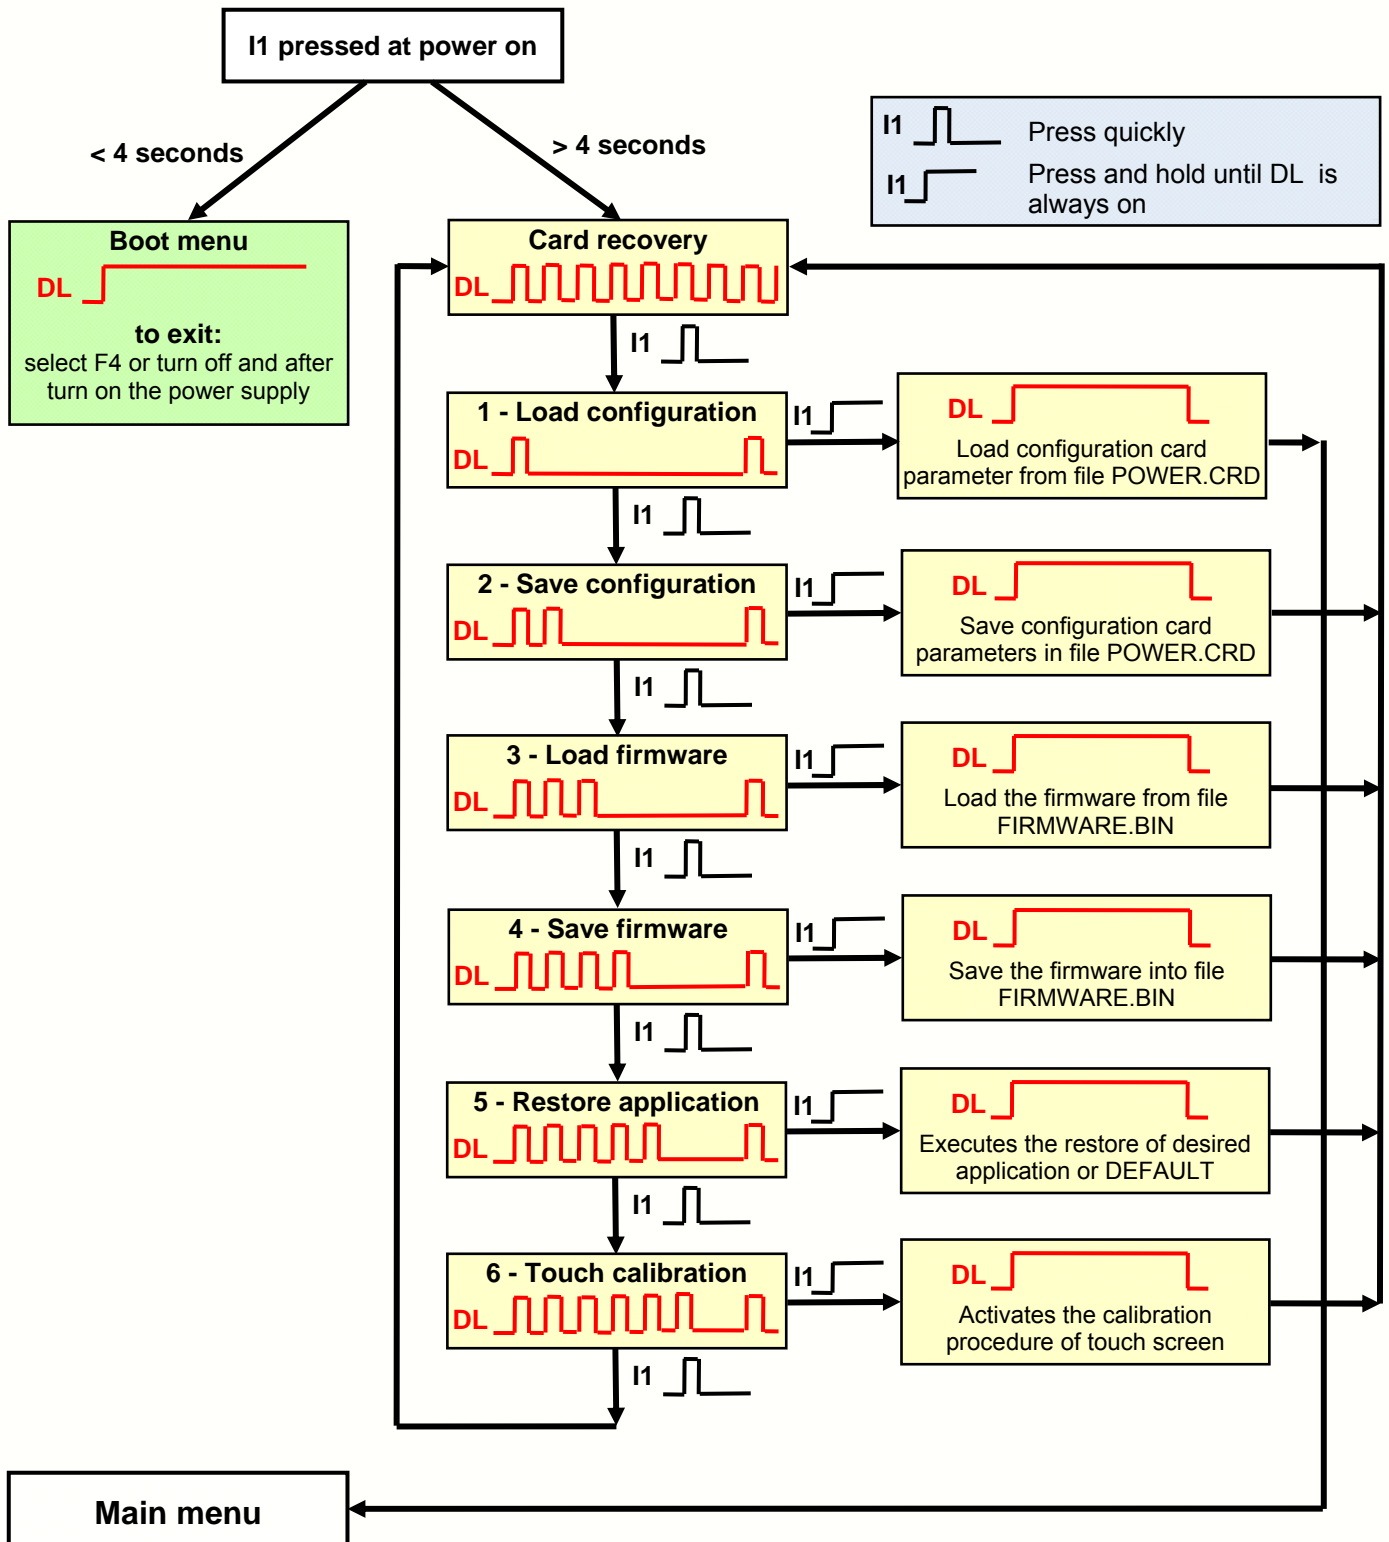 I1 pressed at power on
< 4 seconds
> 4 seconds
I1
Press quickly
I1
Press and hold until DL is
always on
Boot menu
DL
to exit:
select F4 or turn off and after
turn on the power supply
Card recovery
DL
I1
1 - Load configuration
DL
I1
DL
Load configuration card
parameter from file POWER.CRD
I1
2 - Save configuration
DL
I1
DL
Save configuration card
parameters in file POWER.CRD
I1
3 - Load firmware
DL
I1
DL
Load the firmware from file
FIRMWARE.BIN
I1
4 - Save firmware
DL
I1
DL
Save the firmware into file
FIRMWARE.BIN
I1
5 - Restore application
DL
I1
DL
Executes the restore of desired
application or DEFAULT
I1
6 - Touch calibration
DL
I1
DL
Activates the calibration
procedure of touch screen
I1
Main menu